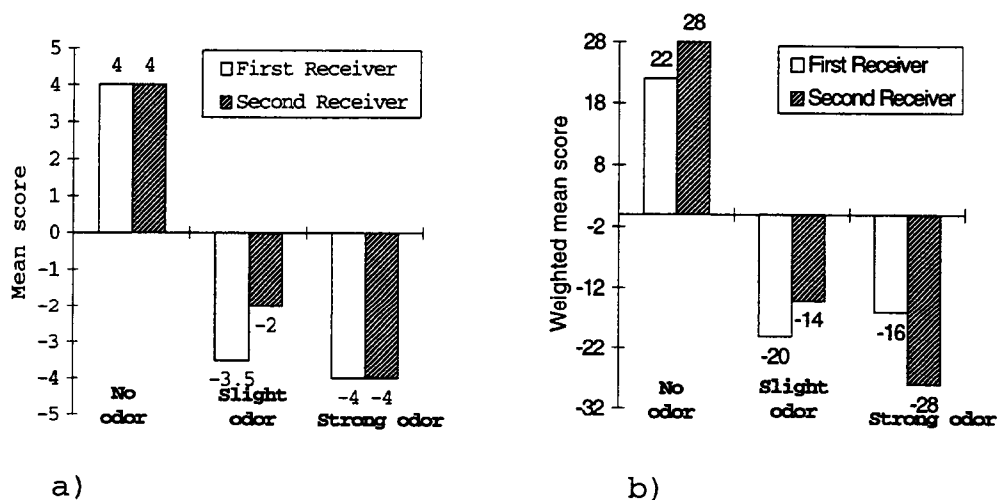 5
4
3
2
1
0
-1
-2
-3
-4
-5
Mean score
4 4
First Receiver
Second Receiver
-3.5
-2
-4 -4
No
odor
Slight
odor
Strong odor
a)
28
18
8
-2
-12
-22
-32
Weighted mean score
22
28
First Receiver
Second Receiver
-20
-14
-16
-28
No
odor
Slight
odor
Strong odor
b)